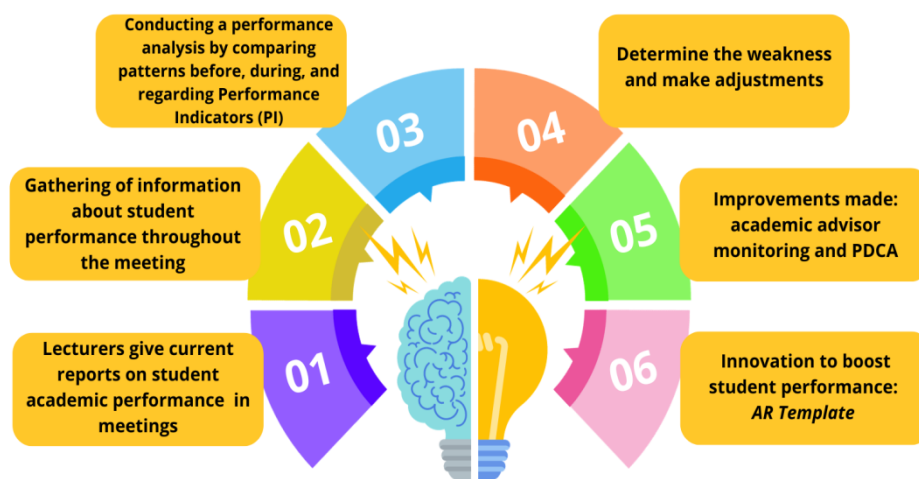 01
Lecturers give current
reports on student
academic performance in
meetings
02
Gathering of information
about student
performance throughout
the meeting
03
Conducting a performance
analysis by comparing
patterns before, during, and
regarding Performance
Indicators (PI)
04
Determine the weakness
and make adjustments
05
Improvements made:
academic advisor
monitoring and PDCA
06
Innovation to boost
student performance:
AR Template